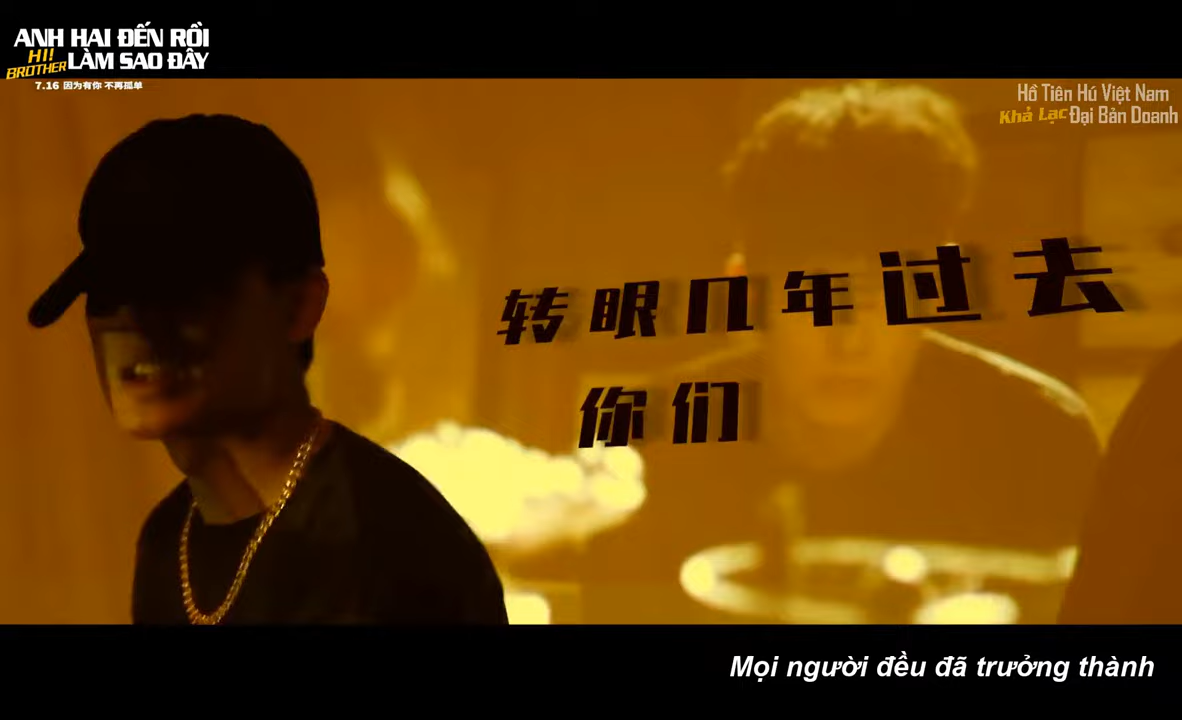 ANH HAI ĐẾN RỒI
HI! BROTHER
LÀM SAO ĐÂY
7.16 因为有你 不再孤单
Hồ Tiên Hú Việt Nam
Khả Lạc Đại Bản Doanh
转眼几年过去
你们
Mọi người đều đã trưởng thành